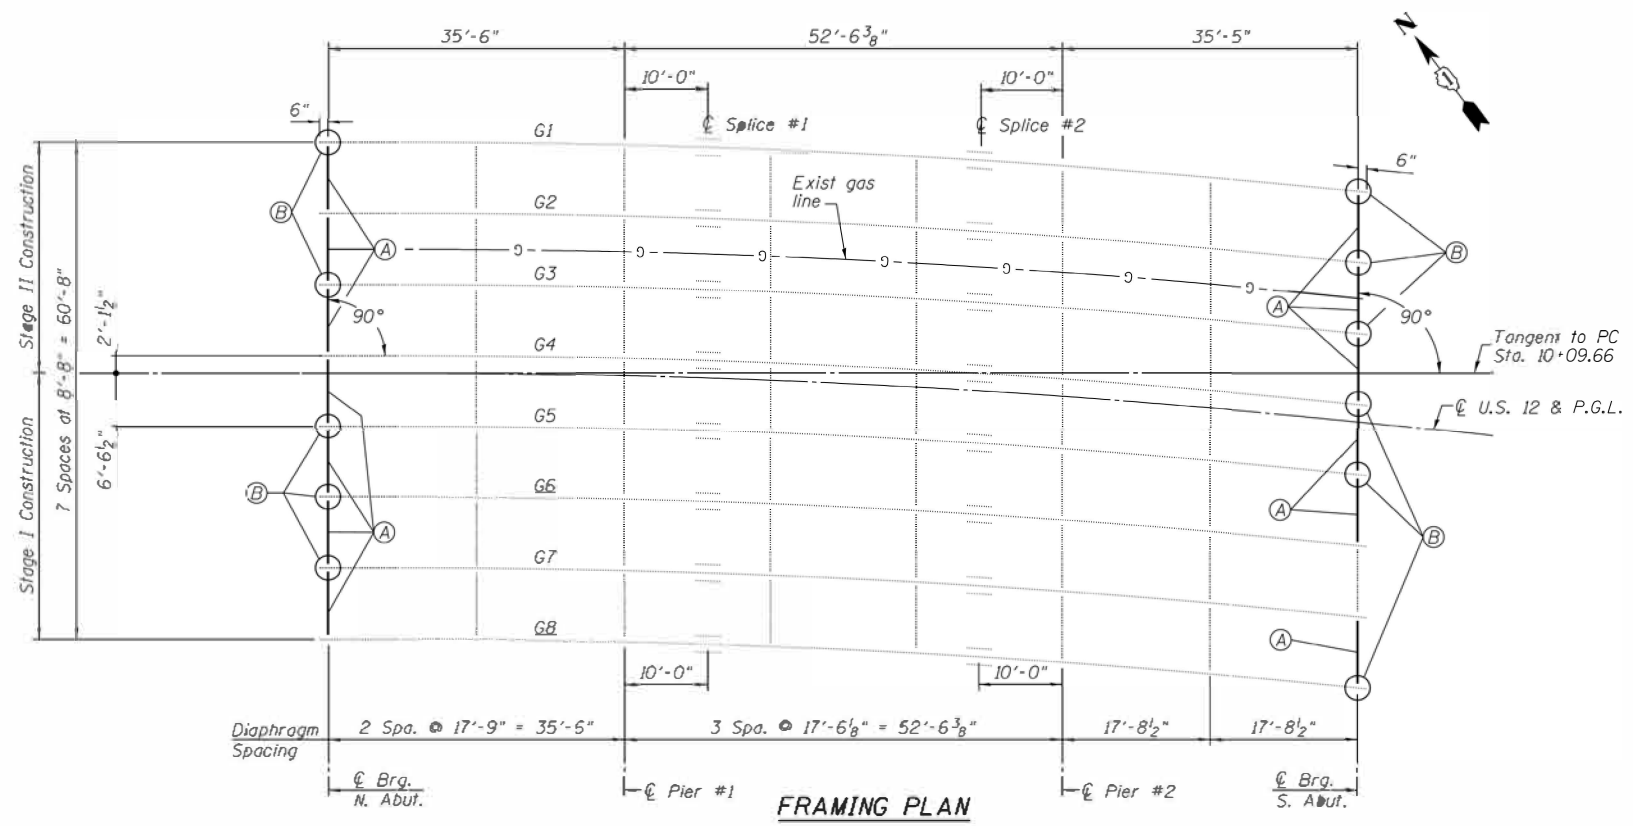 35'-6"
52'-6 3/8"
35'-5"
N
1
10'-0"
10'-0"
6"
℄ Splice #1
℄ Splice #2
G1
6"
Exist gas
line
G2
B
A
G G G G G G G
B
G3
A
90°
90°
Stage II Construction
7 Spaces at 8'-8" = 60'-8"
2'-1 1/2"
G4
Tangent to PC
Sta. 10+09.66
℄ U.S. 12 & P.G.L.
G5
Stage I Construction
6'-6 1/2"
B
G6
A
A
B
G7
G8
A
10'-0"
10'-0"
Diaphragm
Spacing
2 Spa. @ 17'-9" = 35'-6"
3 Spa. @ 17'-6 1/8" = 52'-6 3/8"
17'-8 1/2"
17'-8 1/2"
℄ Brg.
N. Abut.
℄ Pier #1
℄ Pier #2
℄ Brg.
S. Abut.
FRAMING PLAN